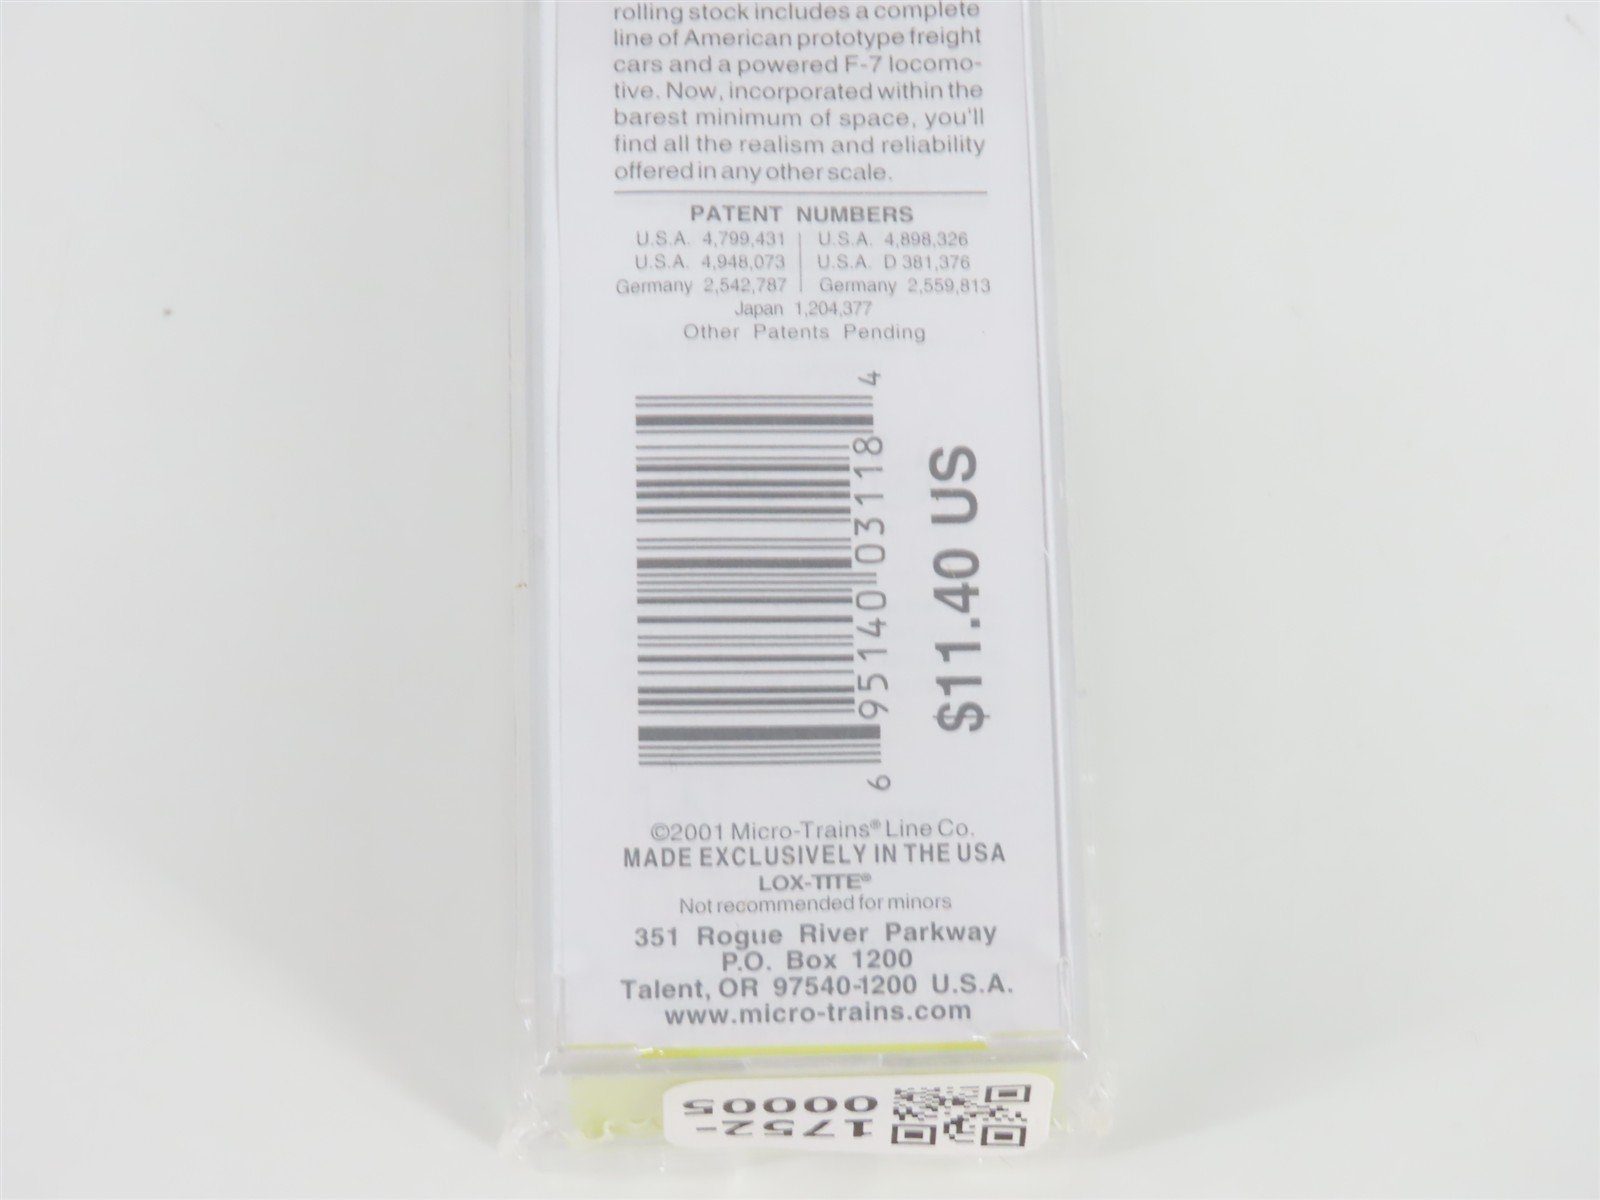 rolling stock includes a complete
line of American prototype freight
cars and a powered F-7 locomo-
tive. Now, incorporated within the
barest minimum of space, you'll
find all the realism and reliability
offered in any other scale.
PATENT NUMBERS
U.S.A. 4,799,431 | U.S.A. 4,898,326
U.S.A. 4,948,073 | U.S.A. D 381,376
Germany 2,542,787 | Germany 2,559,813
Japan 1,204,377
Other Patents Pending
6 95140 03118 4
$11.40 US
©2001 Micro-Trains® Line Co.
MADE EXCLUSIVELY IN THE USA
LOX-TITE®
Not recommended for minors
351 Rogue River Parkway
P.O. Box 1200
Talent, OR 97540-1200 U.S.A.
www.micro-trains.com
1752-
00005